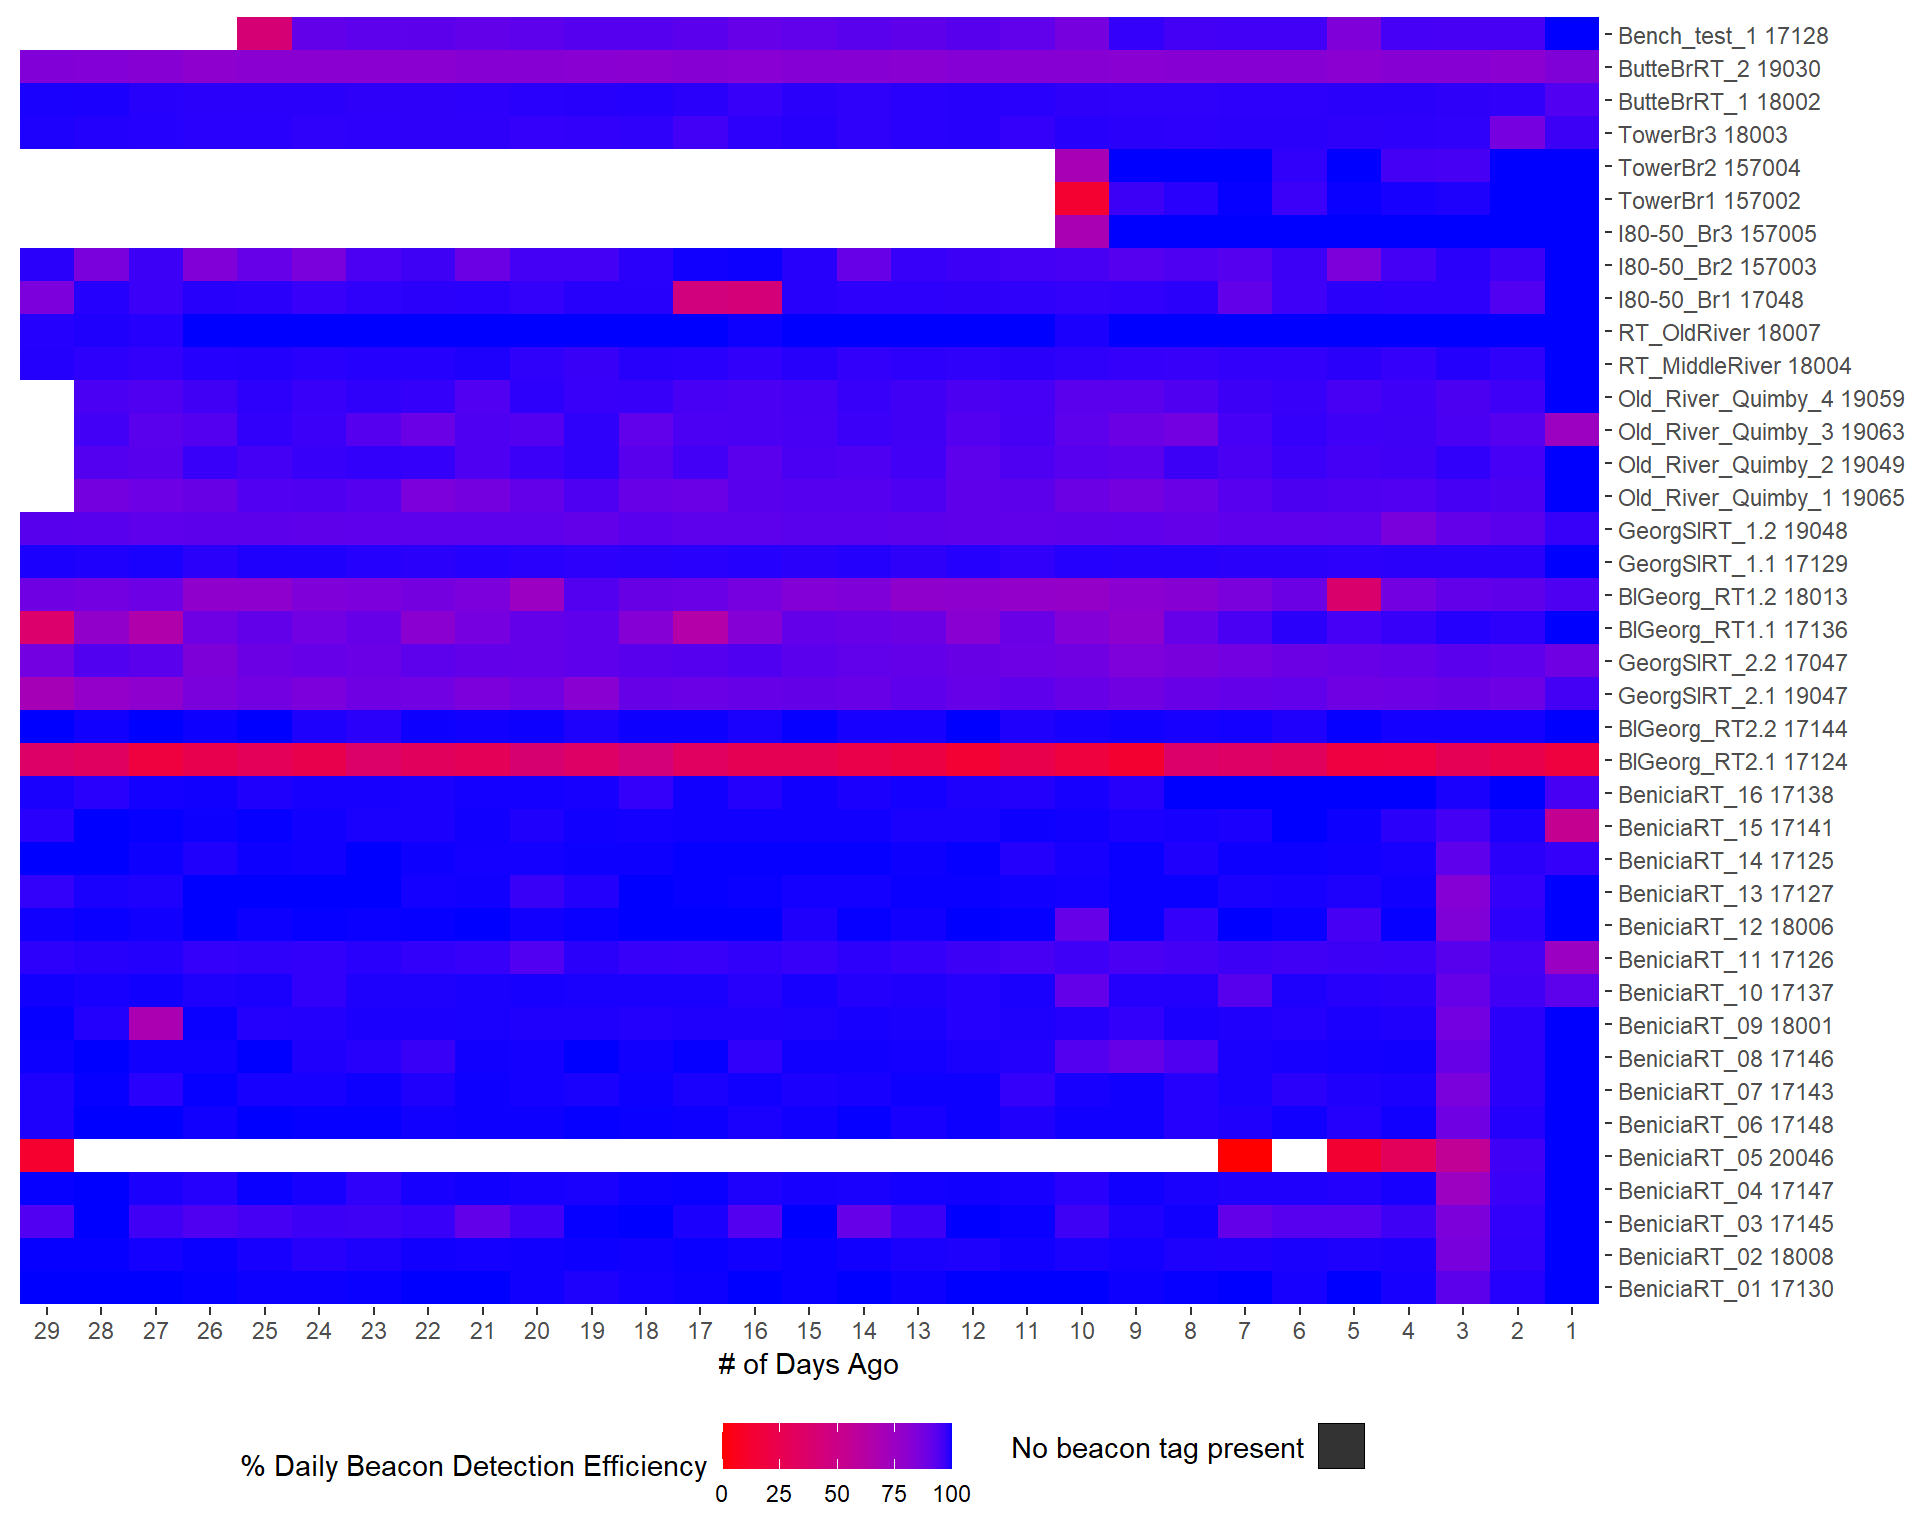 Bench_test_1 17128
ButteBrRT_2 19030
ButteBrRT_1 18002
TowerBr3 18003
TowerBr2 157004
TowerBr1 157002
I80-50_Br3 157005
I80-50_Br2 157003
I80-50_Br1 17048
RT_OldRiver 18007
RT_MiddleRiver 18004
Old_River_Quimby_4 19059
Old_River_Quimby_3 19063
Old_River_Quimby_2 19049
Old_River_Quimby_1 19065
GeorgSlRT_1.2 19048
GeorgSlRT_1.1 17129
BlGeorg_RT1.2 18013
BlGeorg_RT1.1 17136
GeorgSlRT_2.2 17047
GeorgSlRT_2.1 19047
BlGeorg_RT2.2 17144
BlGeorg_RT2.1 17124
BeniciaRT_16 17138
BeniciaRT_15 17141
BeniciaRT_14 17125
BeniciaRT_13 17127
BeniciaRT_12 18006
BeniciaRT_11 17126
BeniciaRT_10 17137
BeniciaRT_09 18001
BeniciaRT_08 17146
BeniciaRT_07 17143
BeniciaRT_06 17148
BeniciaRT_05 20046
BeniciaRT_04 17147
BeniciaRT_03 17145
BeniciaRT_02 18008
BeniciaRT_01 17130
29 28 27 26 25 24 23 22 21 20 19 18 17 16 15 14 13 12 11 10 9 8 7 6 5 4 3 2 1
# of Days Ago
% Daily Beacon Detection Efficiency
0 25 50 75 100
No beacon tag present